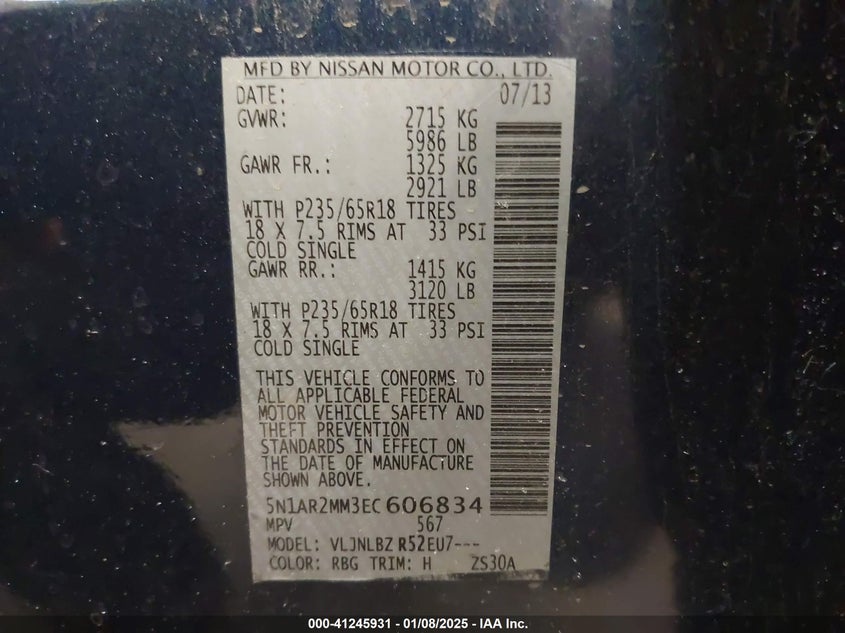 MFD BY NISSAN MOTOR CO., LTD.
DATE: 07/13
GVWR: 2715 KG
5986 LB
GAWR FR.: 1325 KG
2921 LB
WITH P235/65R18 TIRES
18 X 7.5 RIMS AT 33 PSI
COLD SINGLE
GAWR RR.: 1415 KG
3120 LB
WITH P235/65R18 TIRES
18 X 7.5 RIMS AT 33 PSI
COLD SINGLE
THIS VEHICLE CONFORMS TO
ALL APPLICABLE FEDERAL
MOTOR VEHICLE SAFETY AND
THEFT PREVENTION
STANDARDS IN EFFECT ON
THE DATE OF MANUFACTURE
SHOWN ABOVE.
5N1AR2MM3EC606834
MPV 567
MODEL: VLJNLBZ R52EU7---
COLOR: RBG TRIM: H ZS30A
000-41245931 - 01/08/2025 - IAA Inc.